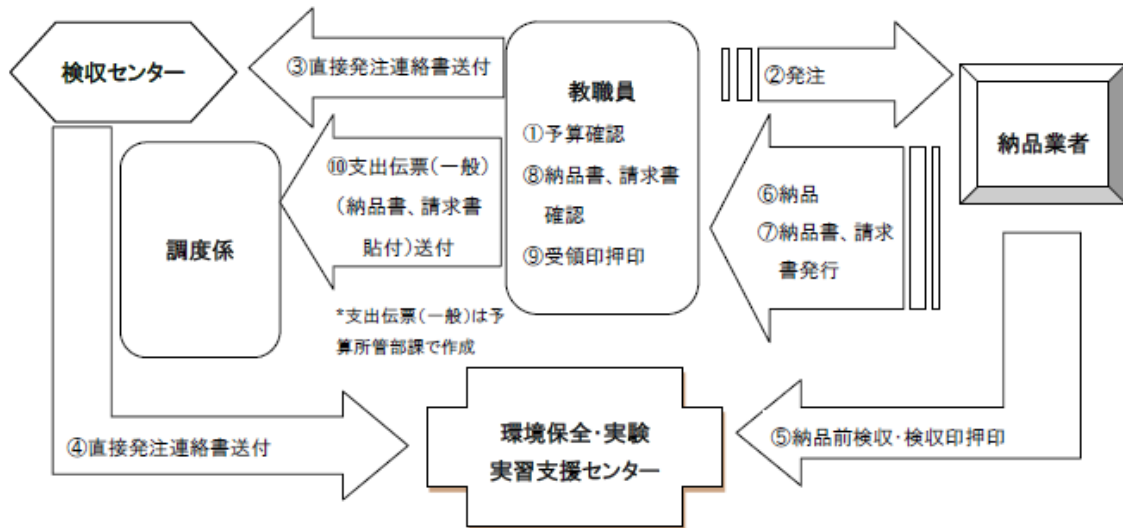 検収センター
③直接発注連絡書送付
教職員
①予算確認
⑧納品書、請求書
確認
⑨受領印押印
②発注
納品業者
⑩支出伝票(一般)
(納品書、請求書
貼付)送付
調度係
⑥納品
⑦納品書、請求
書発行
*支出伝票(一般)は予
算所管部課で作成
④直接発注連絡書送付
環境保全・実験
実習支援センター
⑤納品前検収・検収印押印